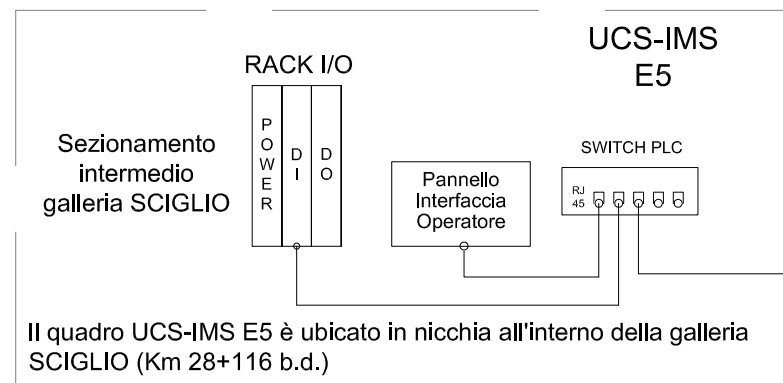 UCS-IMS
E5
RACK I/O
Sezionamento
intermedio
galleria SCIGLIO
POWER
DI
DO
Pannello
Interfaccia
Operatore
SWITCH PLC
RJ
45
Il quadro UCS-IMS E5 è ubicato in nicchia all'interno della galleria
SCIGLIO (Km 28+116 b.d.)